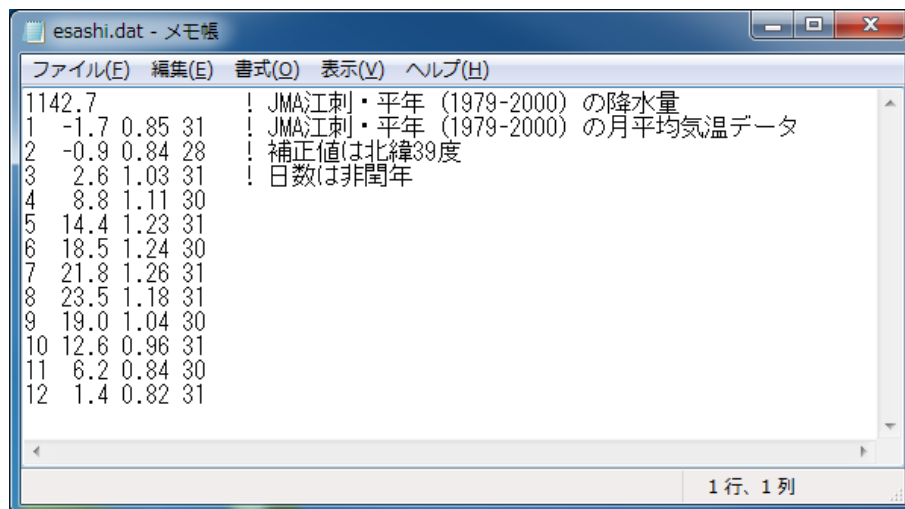 esashi.dat - メモ帳
ファイル(F) 編集(E) 書式(O) 表示(V) ヘルプ(H)
1142.7 ! JMA江刺・平年 (1979-2000) の降水量
1 -1.7 0.85 31 ! JMA江刺・平年 (1979-2000) の月平均気温データ
2 -0.9 0.84 28 ! 補正値は北緯39度
3 2.6 1.03 31 ! 日数は非閏年
4 8.8 1.11 30
5 14.4 1.23 31
6 18.5 1.24 30
7 21.8 1.26 31
8 23.5 1.18 31
9 19.0 1.04 30
10 12.6 0.96 31
11 6.2 0.84 30
12 1.4 0.82 31
1行、1列